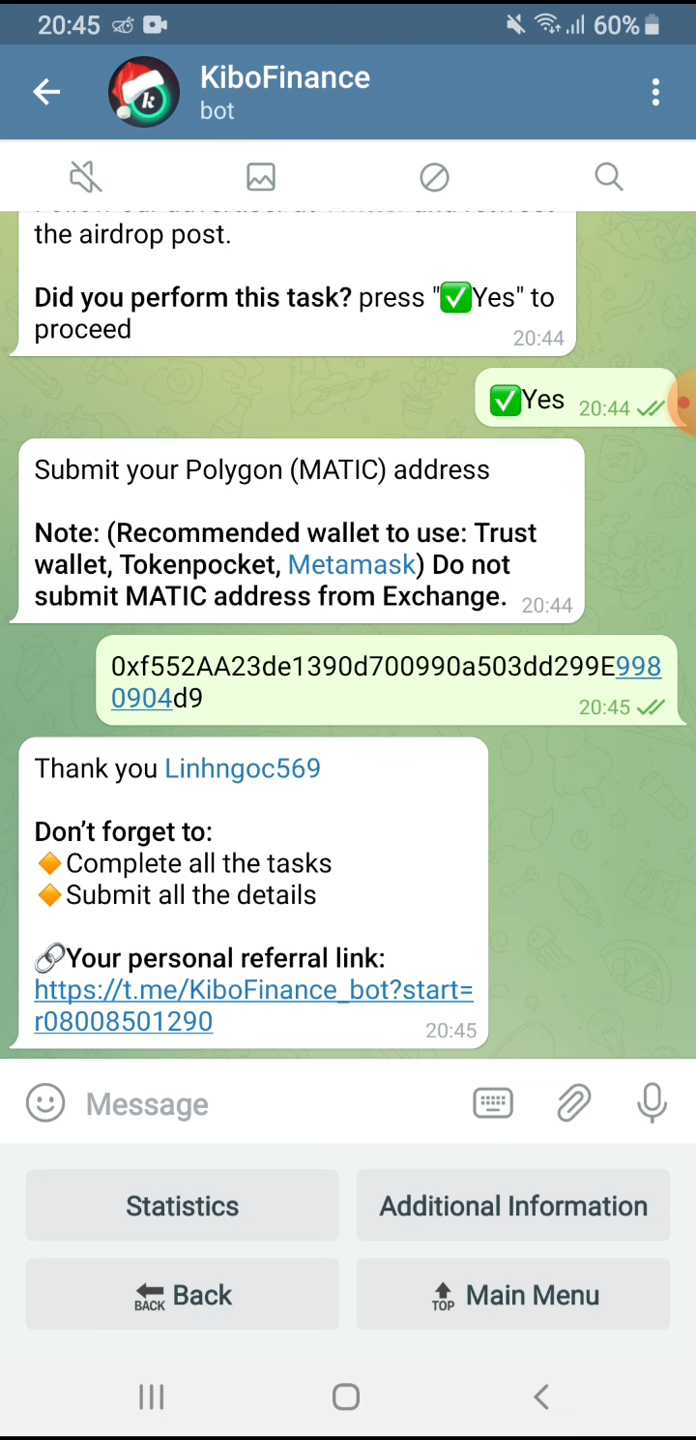 20:45
60%
KiboFinance
bot
the airdrop post.
Did you perform this task? press "✅Yes" to
proceed
20:44
✅Yes 20:44
Submit your Polygon (MATIC) address
Note: (Recommended wallet to use: Trust
wallet, Tokenpocket, Metamask) Do not
submit MATIC address from Exchange. 20:44
0xf552AA23de1390d700990a503dd299E998
0904d9
20:45
Thank you Linhngoc569
Don't forget to:
🔸Complete all the tasks
🔸Submit all the details
🔗Your personal referral link:
https://t.me/KiboFinance_bot?start=
r08008501290
20:45
Message
Statistics
Additional Information
BACK Back
TOP Main Menu